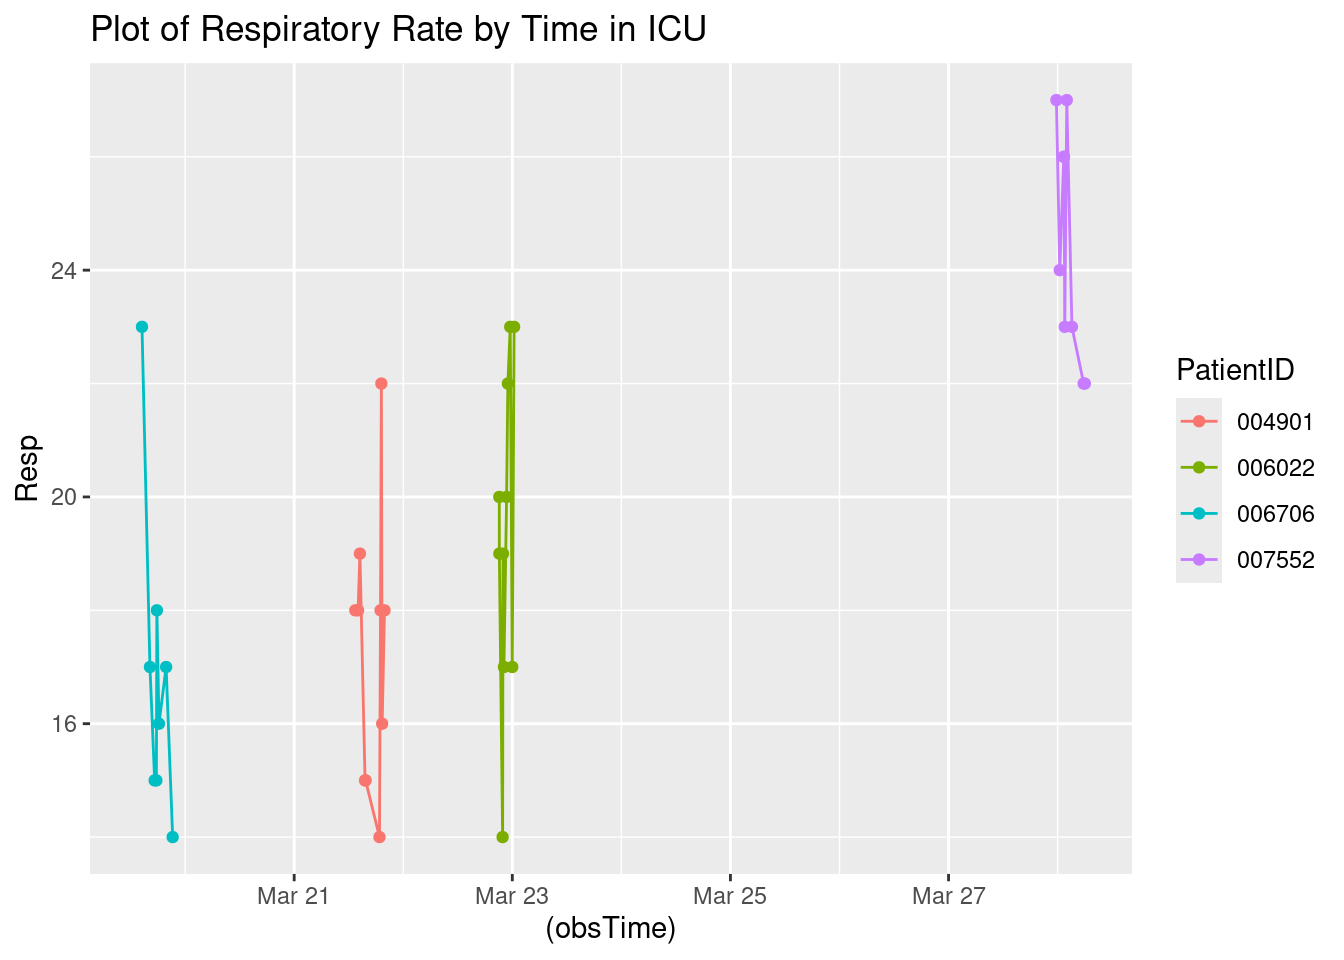 Plot of Respiratory Rate by Time in ICU
Resp
24
20
16
Mar 21
Mar 23
Mar 25
Mar 27
(obsTime)
PatientID
004901
006022
006706
007552